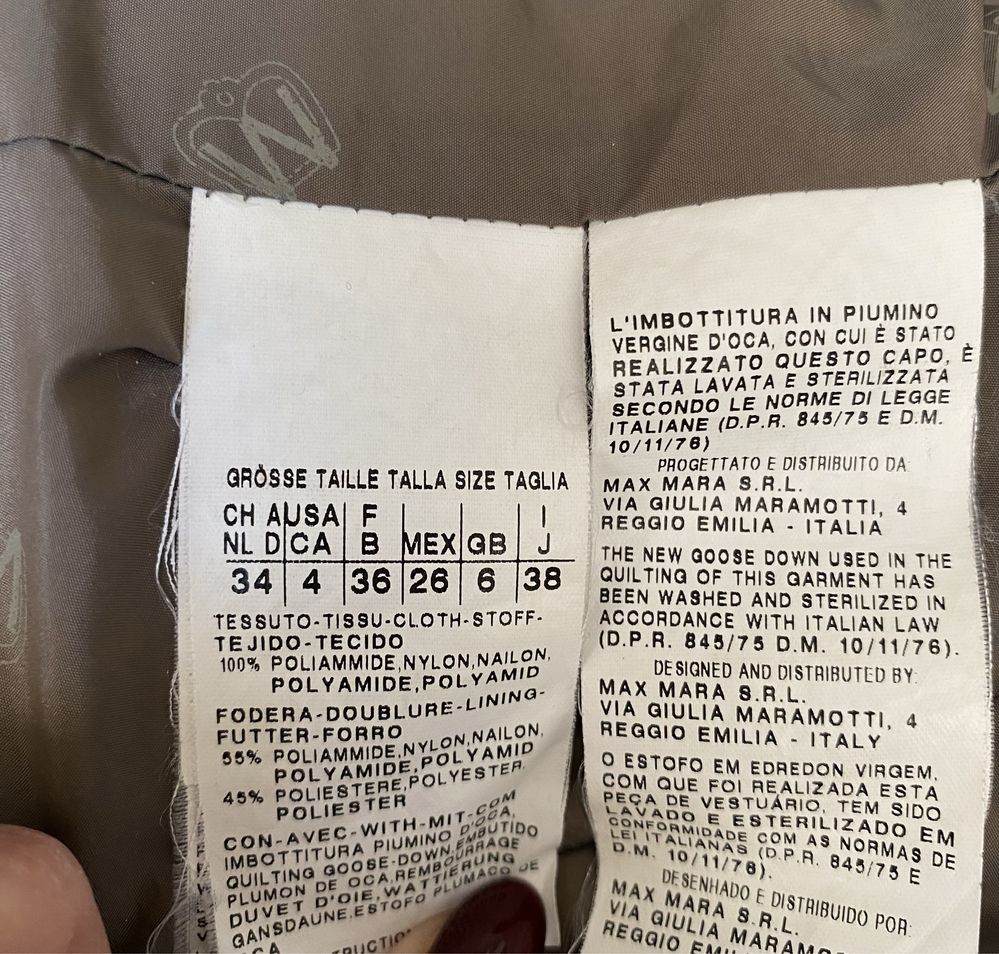 GRÖSSE TAILLE TALLA SIZE TAGLIA
CH A USA F I
NL D CA B MEX GB J
34 4 36 26 6 38
TESSUTO-TISSU-CLOTH-STOFF-
TEJIDO-TECIDO
100% POLIAMMIDE,NYLON,NAILON,
POLYAMIDE,POLYAMID
FODERA-DOUBLURE-LINING-
FUTTER-FORRO
55% POLIAMMIDE,NYLON,NAILON,
POLYAMIDE,POLYAMID
45% POLIESTERE,POLYESTER,
POLIESTER
CON-AVEC-WITH-MIT-COM
IMBOTTITURA PIUMINO D'OCA,
QUILTING GOOSE-DOWN,EMBUTIDO
PLUMON DE OCA,REMBOURRAGE
DUVET D'OIE,WATTIERUNG
GANSDAUNE,ESTOFO PLUMACO DE
L'IMBOTTITURA IN PIUMINO
VERGINE D'OCA, CON CUI È STATO
REALIZZATO QUESTO CAPO, È
STATA LAVATA E STERILIZZATA
SECONDO LE NORME DI LEGGE
ITALIANE (D.P.R. 845/75 E D.M.
10/11/76)
PROGETTATO E DISTRIBUITO DA:
MAX MARA S.R.L.
VIA GIULIA MARAMOTTI, 4
REGGIO EMILIA - ITALIA
THE NEW GOOSE DOWN USED IN THE
QUILTING OF THIS GARMENT HAS
BEEN WASHED AND STERILIZED IN
ACCORDANCE WITH ITALIAN LAW
(D.P.R. 845/75 D.M. 10/11/76).
DESIGNED AND DISTRIBUTED BY:
MAX MARA S.R.L.
VIA GIULIA MARAMOTTI, 4
REGGIO EMILIA - ITALY
O ESTOFO EM EDREDON VIRGEM,
COM QUE FOI REALIZADA ESTA
PEÇA DE VESTUÁRIO, TEM SIDO
LAVADO E ESTERILIZADO EM
CONFORMIDADE COM AS NORMAS DE
LEI ITALIANAS (D.P.R. 845/75 E
D.M. 10/11/76).
DESENHADO E DISTRIBUIDO POR:
MAX MARA S.R.L.
VIA GIULIA
REGGIO